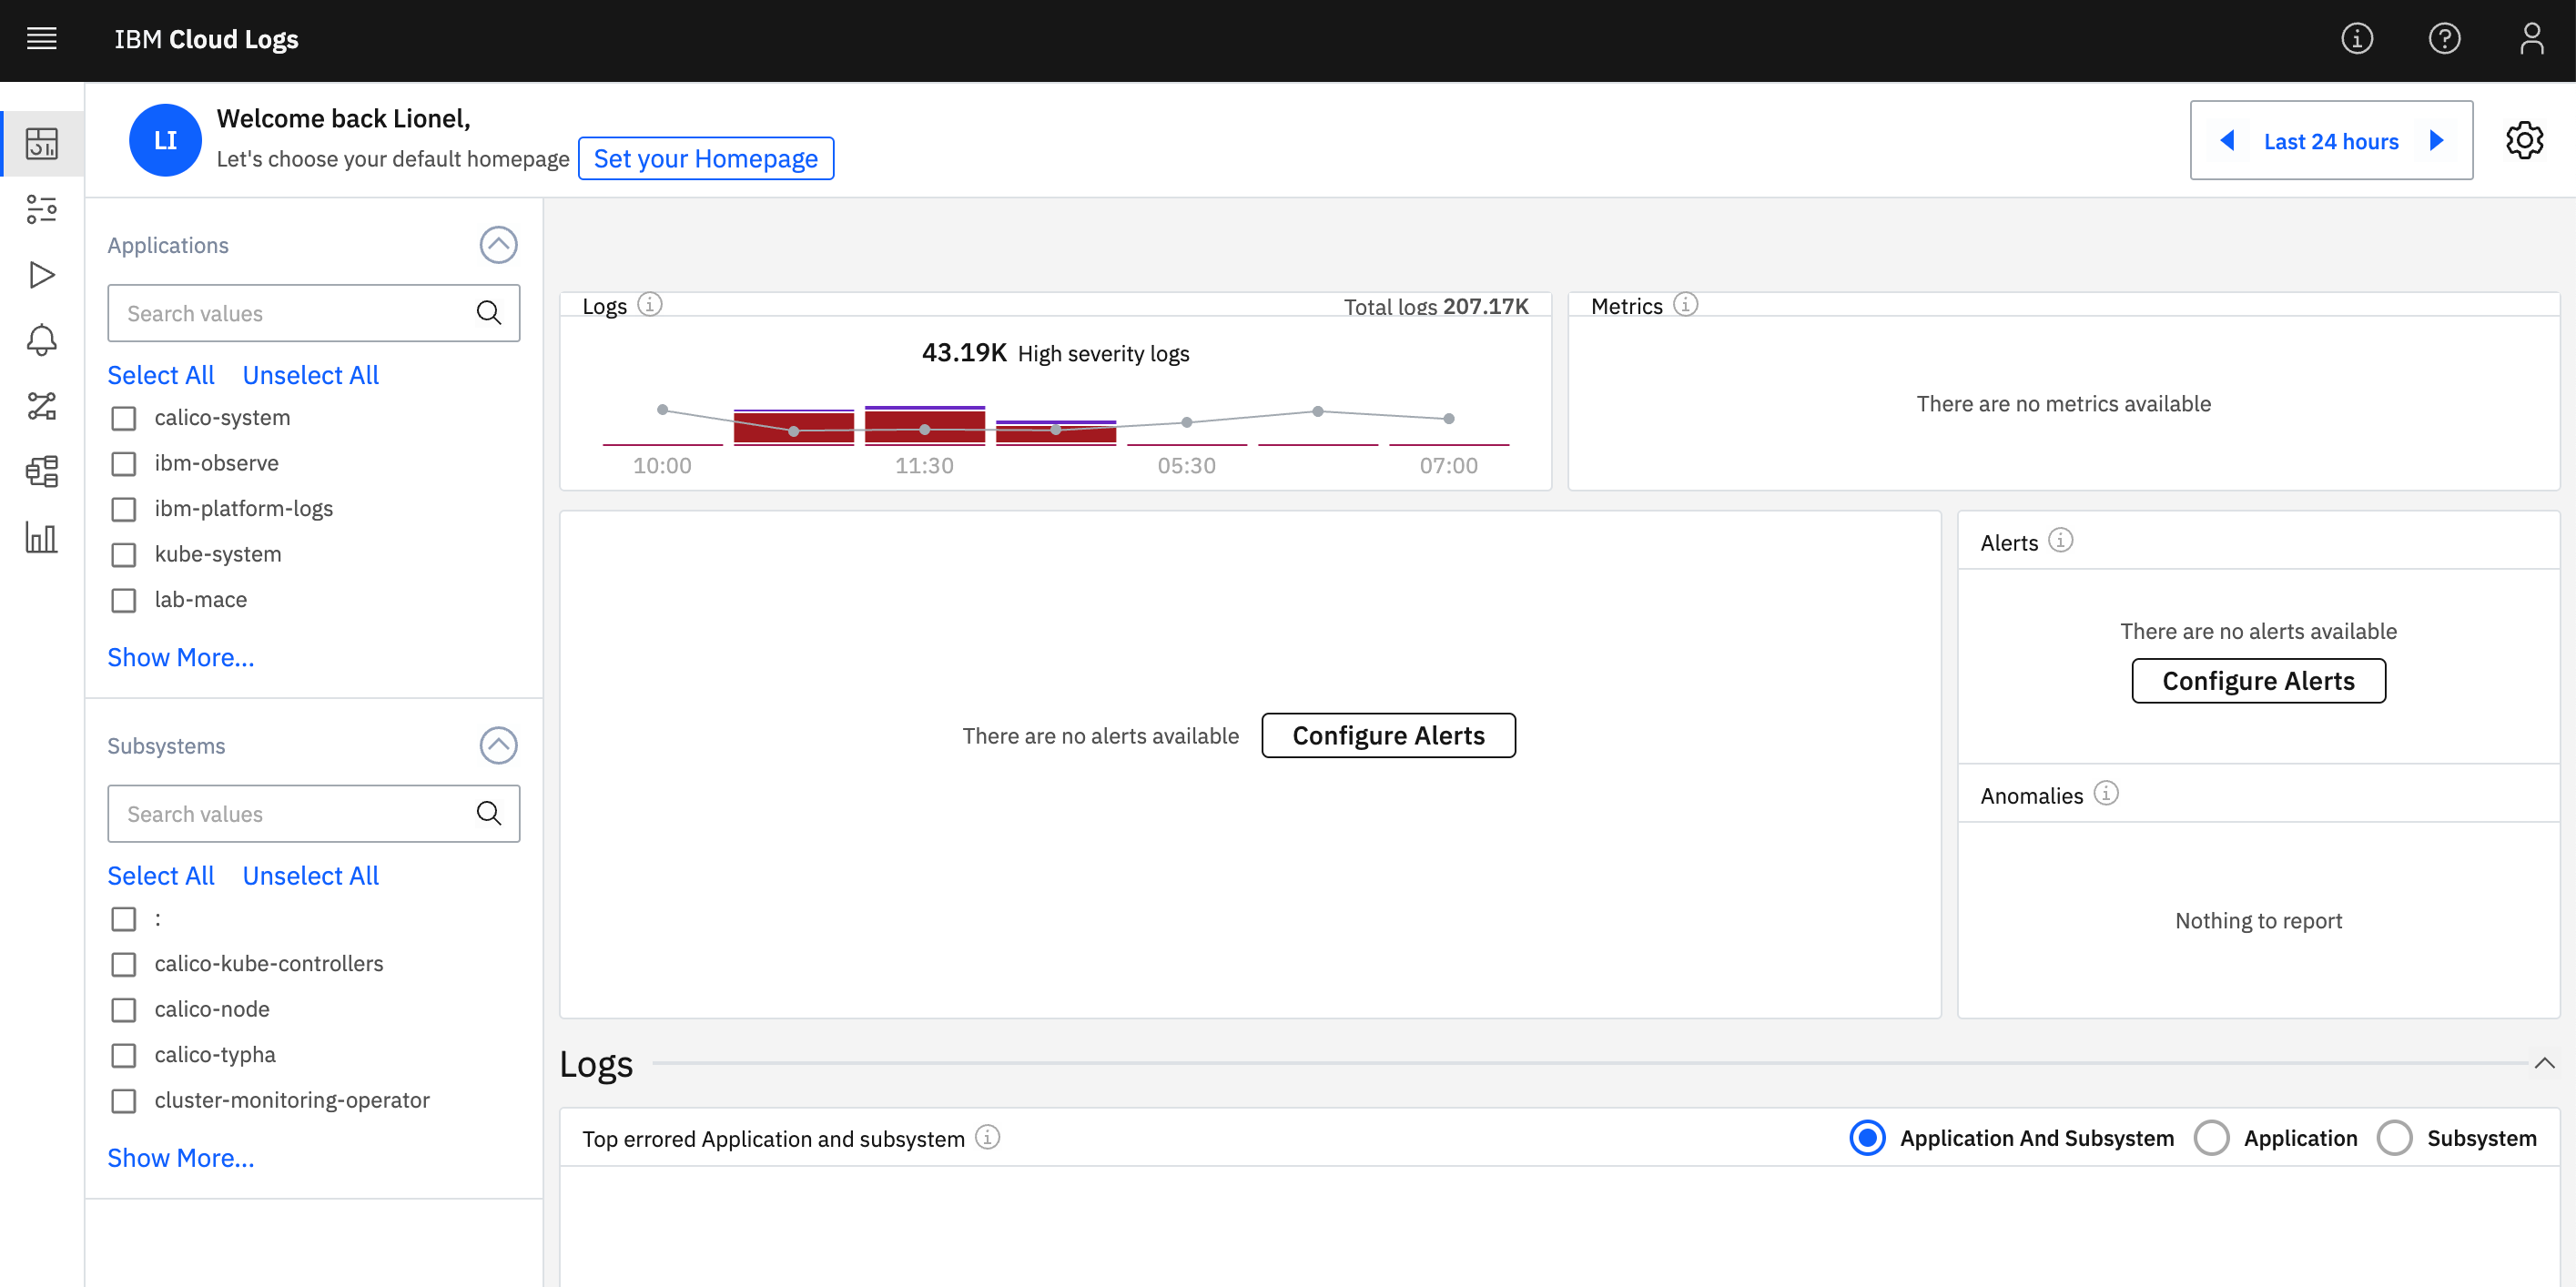 IBM Cloud Logs
LI
Welcome back Lionel,
Let's choose your default homepage
Set your Homepage
Last 24 hours
Applications
Search values
Select All
Unselect All
calico-system
ibm-observe
ibm-platform-logs
kube-system
lab-mace
Show More...
Subsystems
Search values
Select All
Unselect All
:
calico-kube-controllers
calico-node
calico-typha
cluster-monitoring-operator
Show More...
Logs
Total logs 207.17K
43.19K High severity logs
10:00
11:30
05:30
07:00
Metrics
There are no metrics available
There are no alerts available
Configure Alerts
Alerts
There are no alerts available
Configure Alerts
Anomalies
Nothing to report
Logs
Top errored Application and subsystem
Application And Subsystem
Application
Subsystem